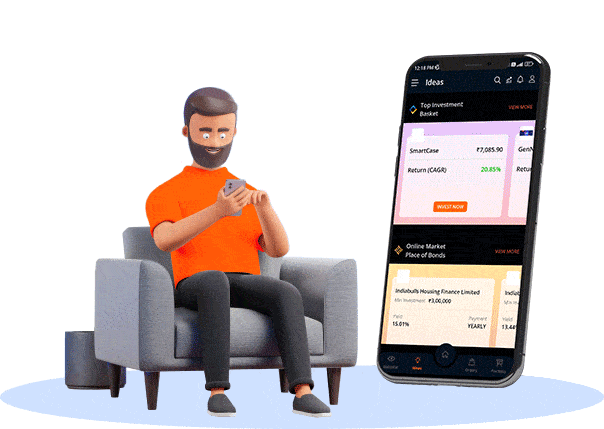 12:18 PM
Ideas
Top Investment
Basket
VIEW MORE
SmartCase ₹7,085.90
Return (CAGR) 20.85%
INVEST NOW
Retu
Online Market
Place of Bonds
VIEW MORE
Indiabulls Housing Finance Limited
Min Investment ₹3,00,000
Yield Payment
15.01% YEARLY
Indiab
Min In
Yield
13.44
Ideas
Portfolio